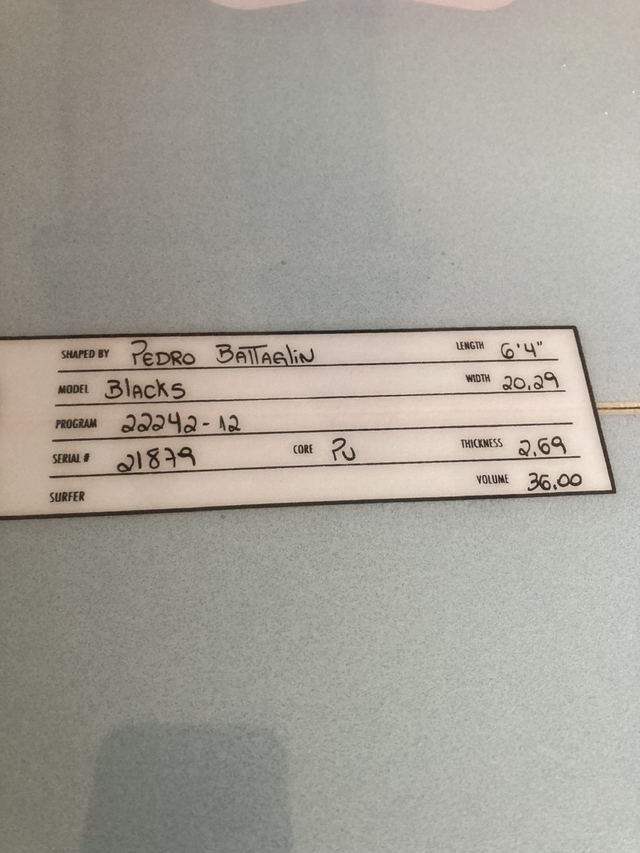 SHAPED BY PEDRO BATTAGLIN LENGTH 6'4"
MODEL BLACKS WIDTH 20.29
PROGRAM 22242-12
SERIAL # 21879 CORE PU THICKNESS 2.69
SURFER VOLUME 36.00